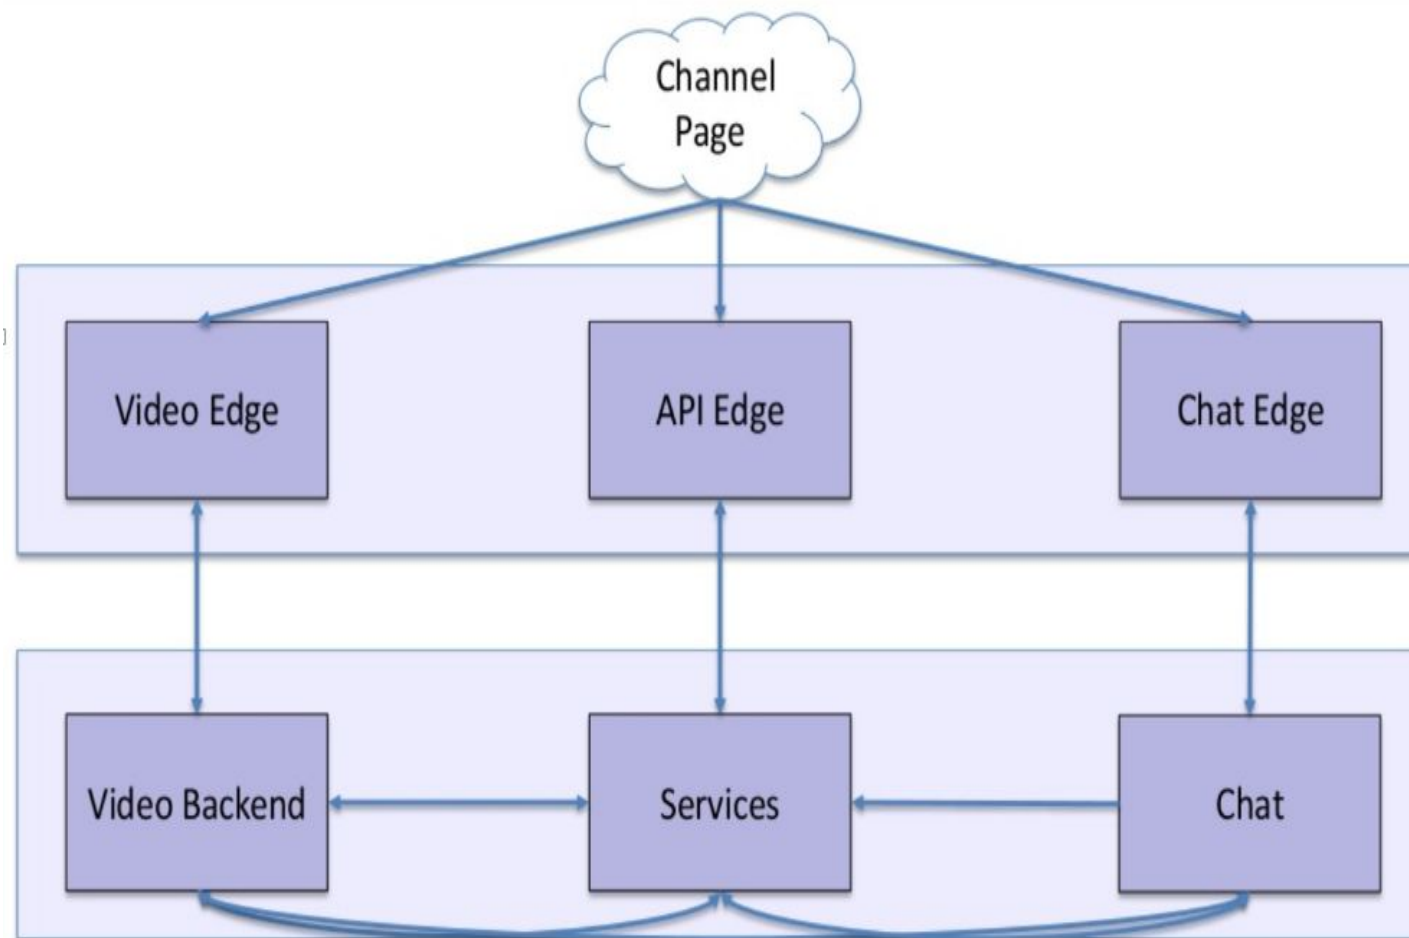 Channel
Page
Video Edge
API Edge
Chat Edge
Video Backend
Services
Chat